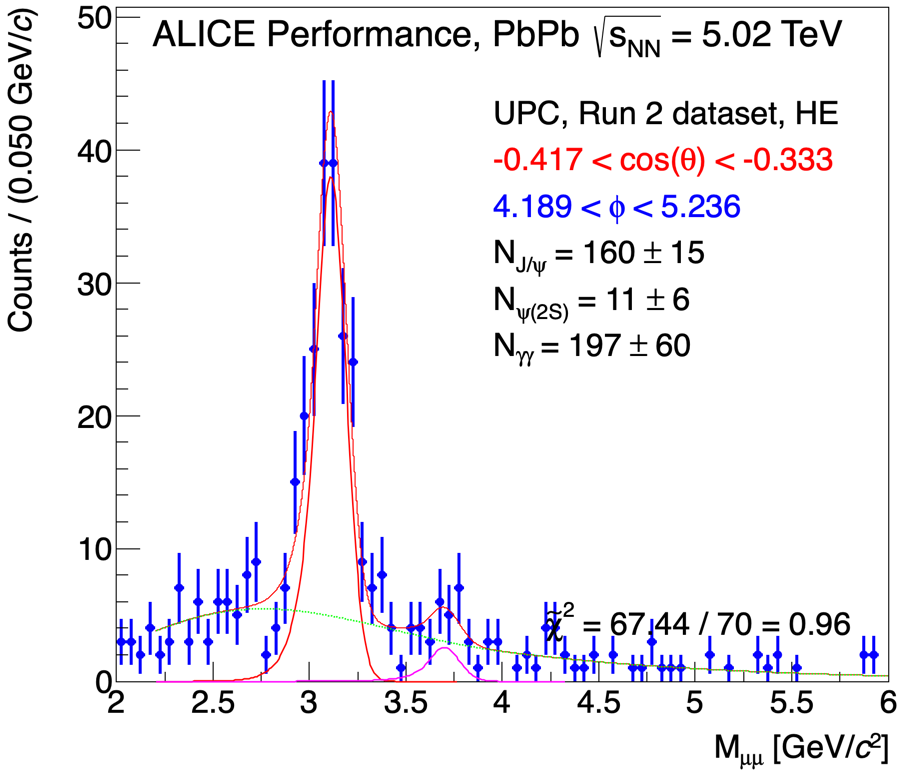 ALICE Performance, PbPb √sNN = 5.02 TeV
UPC, Run 2 dataset, HE
-0.417 < cos(θ) < -0.333
4.189 < ϕ < 5.236
NJ/ψ = 160 ± 15
Nψ(2S) = 11 ± 6
Nγγ = 197 ± 60
χ̃² = 67.44 / 70 = 0.96
Counts / (0.050 GeV/c)
50
40
30
20
10
0
2 2.5 3 3.5 4 4.5 5 5.5 6
Mμμ [GeV/c²]